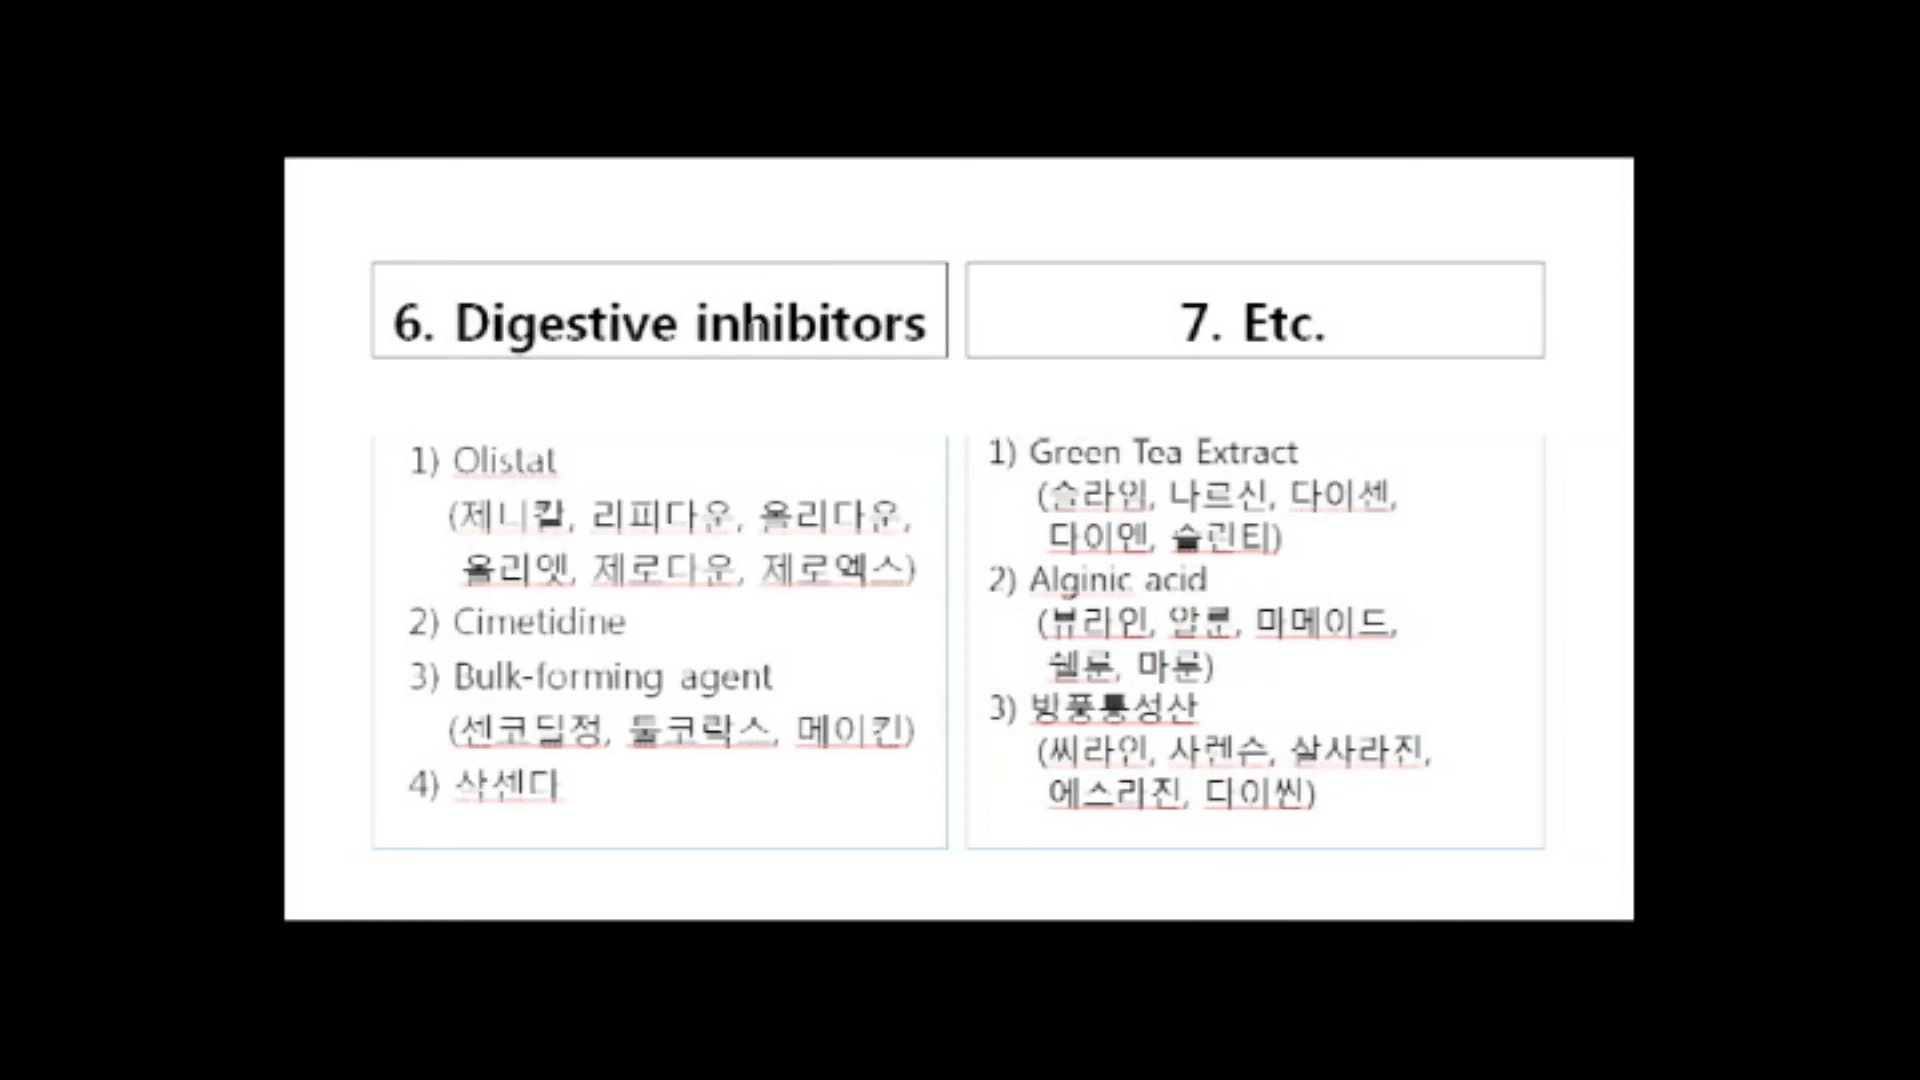 6. Digestive inhibitors
1) Olistat
(제니칼, 리피다운, 올리다운,
올리엣, 제로다운, 제로엑스)
2) Cimetidine
3) Bulk-forming agent
(센코딜정, 둘코락스, 메이킨)
4) 삭센다
7. Etc.
1) Green Tea Extract
(슬라임, 나르신, 다이센,
다이엔, 슬린티)
2) Alginic acid
(뷰라인, 알룬, 마메이드,
쉘룬, 마룬)
3) 방풍통성산
(씨라인, 사렌슨, 살사라진,
에스리진, 다이씬)